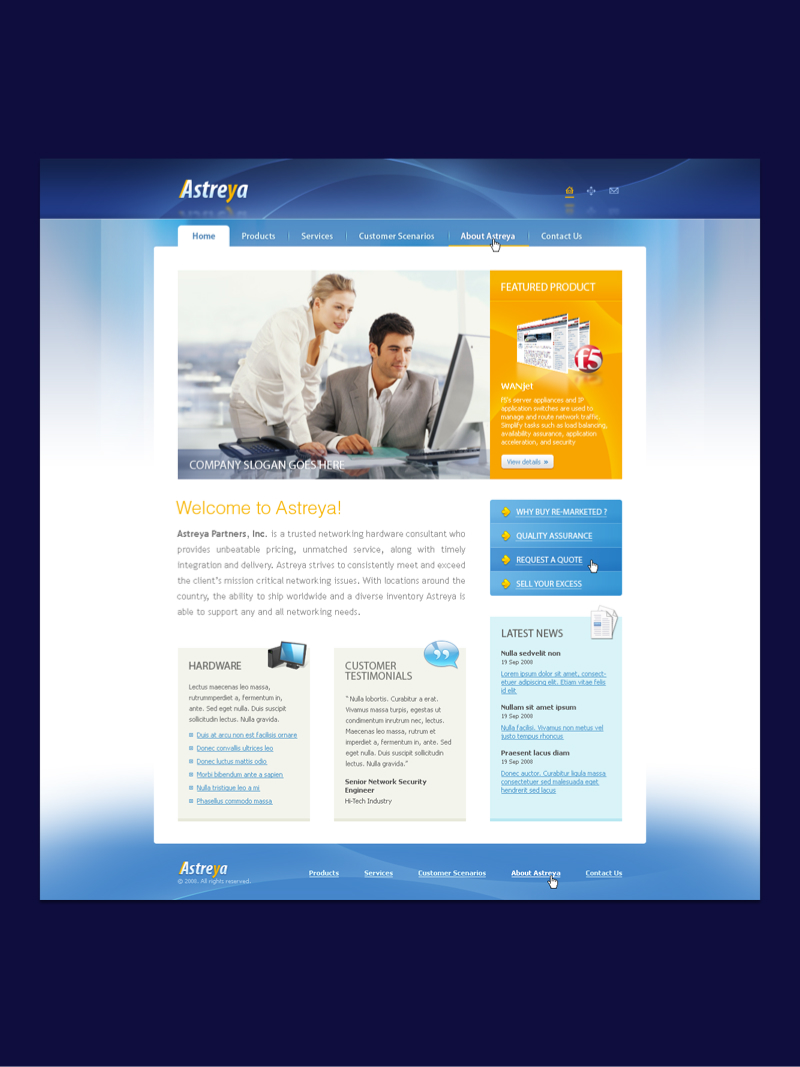 Astreya
Home
Products
Services
Customer Scenarios
About Astreya
Contact Us
COMPANY SLOGAN GOES HERE
FEATURED PRODUCT
f5
WANjet
F5's server appliances and IP
application switches are used to
manage and route network traffic.
Simplify tasks such as load balancing,
availability assurance, application
acceleration, and security
View details »
Welcome to Astreya!
Astreya Partners, Inc. is a trusted networking hardware consultant who
provides unbeatable pricing, unmatched service, along with timely
integration and delivery. Astreya strives to consistently meet and exceed
the client's mission critical networking issues. With locations around the
country, the ability to ship worldwide and a diverse inventory Astreya is
able to support any and all networking needs.
WHY BUY RE-MARKETED ?
QUALITY ASSURANCE
REQUEST A QUOTE
SELL YOUR EXCESS
HARDWARE
Lectus maecenas leo massa,
rutrummperdiet a, fermentum in,
ante. Sed eget nulla. Duis suscipit
sollicitudin lectus. Nulla gravida.
Duis at arcu non est facilisis ornare
Donec convallis ultrices leo
Donec luctus mattis odio
Morbi bibendum ante a sapien
Nulla tristique leo a mi
Phasellus commodo massa
CUSTOMER
TESTIMONIALS
" Nulla lobortis. Curabitur a erat.
Vivamus massa turpis, egestas ut
condimentum inrutrum nec, lectus.
Maecenas leo massa, rutrum et
imperdiet a, fermentum in, ante. Sed
eget nulla. Duis suscipit sollicitudin
lectus. Nulla gravida."
Senior Network Security
Engineer
Hi-Tech Industry
LATEST NEWS
Nulla sedvelit non
19 Sep 2008
Lorem ipsum dolor sit amet, consect-
etuer adipiscing elit. Etiam vitae felis
id elit
Nullam sit amet ipsum
19 Sep 2008
Nulla facilisi. Vivamus non metus vel
justo tempus rhoncus
Praesent lacus diam
19 Sep 2008
Donec auctor. Curabitur ligula massa
consectetuer sed malesuada eget
hendrerit sed lacus
Astreya
© 2008. All rights reserved.
Products
Services
Customer Scenarios
About Astreya
Contact Us